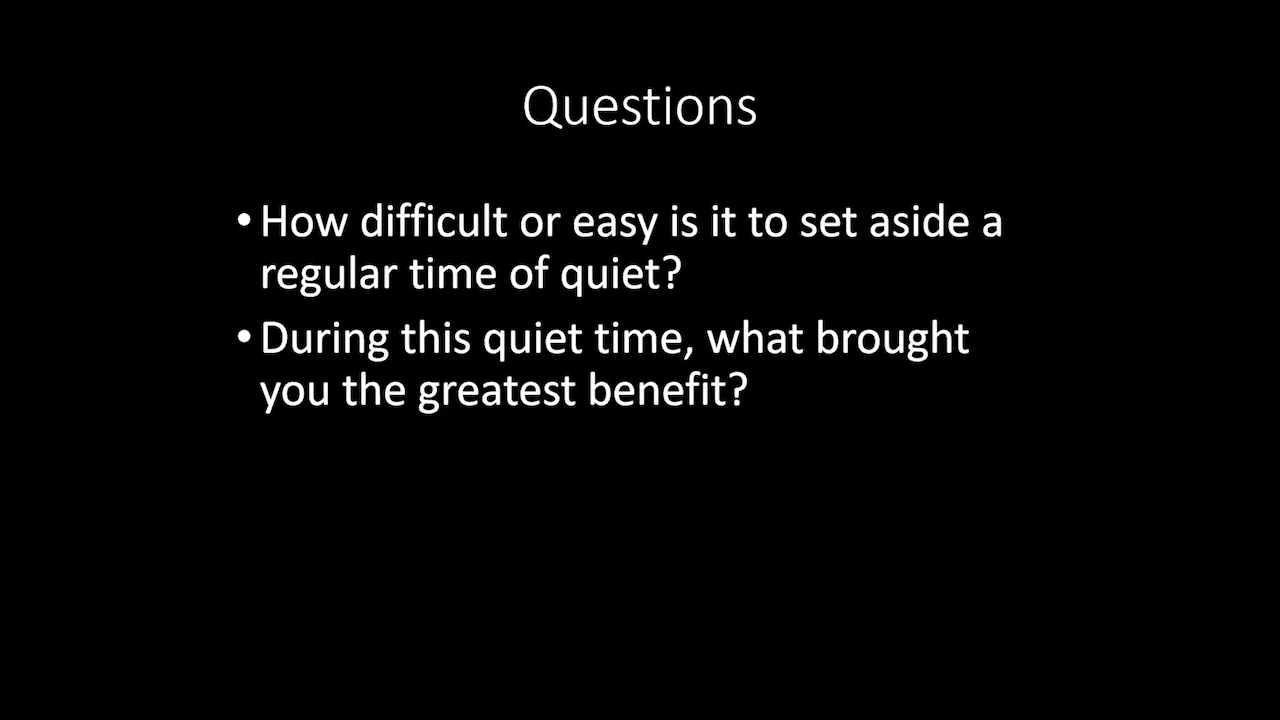 Questions
• How difficult or easy is it to set aside a
regular time of quiet?
• During this quiet time, what brought
you the greatest benefit?